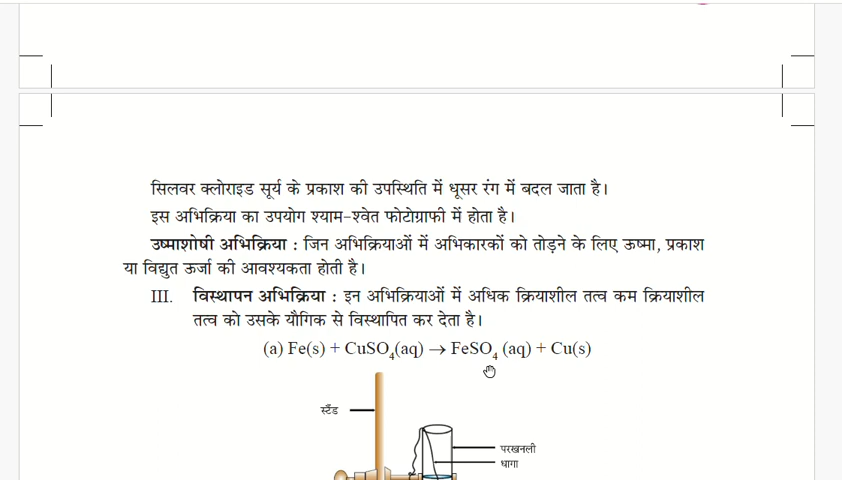 सिलवर क्लोराइड सूर्य के प्रकाश की उपस्थिति में धूसर रंग में बदल जाता है।
इस अभिक्रिया का उपयोग श्याम-श्वेत फोटोग्राफी में होता है।
उष्माशोषी अभिक्रिया : जिन अभिक्रियाओं में अभिकारकों को तोड़ने के लिए ऊष्मा, प्रकाश
या विद्युत ऊर्जा की आवश्यकता होती है।
III. विस्थापन अभिक्रिया : इन अभिक्रियाओं में अधिक क्रियाशील तत्व कम क्रियाशील
तत्व को उसके यौगिक से विस्थापित कर देता है।
(a) Fe(s) + CuSO₄(aq) → FeSO₄ (aq) + Cu(s)
स्टैंड
परखनली
धागा